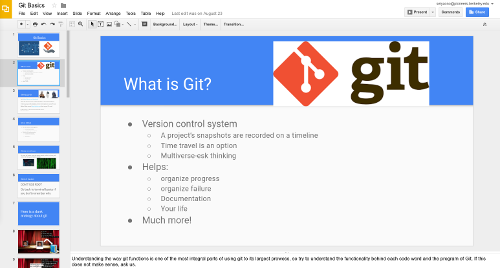 Git Basics
File Edit View Insert Slide Format Arrange Tools Table Help Last edit was on August 23
Present Comments Share
Background... Layout Theme... Transition...
What is Git?
git
Version control system
A project's snapshots are recorded on a timeline
Time travel is an option
Multiverse-esk thinking
Helps:
organize progress
organize failure
Documentation
Your life
Much more!
Understanding the way git functions is one of the most integral parts of using git to its largest prowess, so try to understand the functionality behind each code word and the program of Git. If this
does not make sense, ask us.